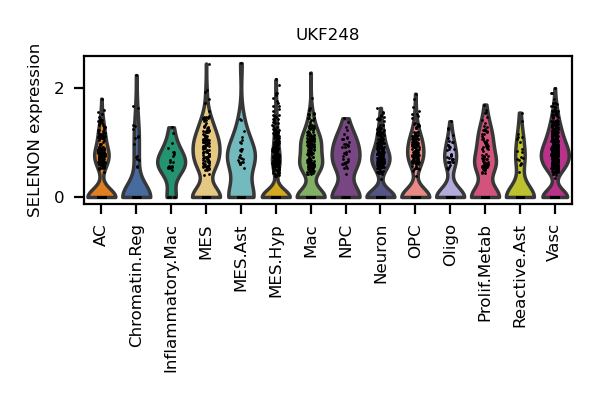 UKF248
SELENON expression
2
0
AC
Chromatin.Reg
Inflammatory.Mac
MES
MES.Ast
MES.Hyp
Mac
NPC
Neuron
OPC
Oligo
Prolif.Metab
Reactive.Ast
Vasc